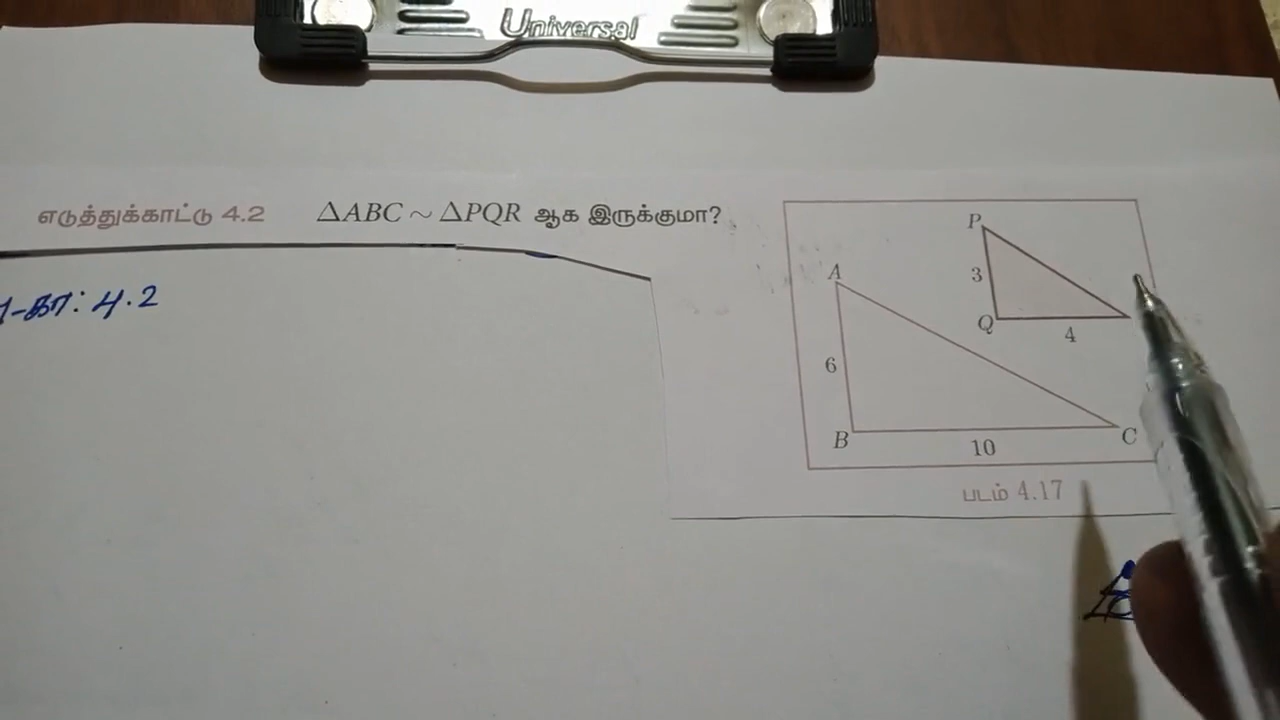 Universal
எடுத்துக்காட்டு 4.2 ΔABC ~ ΔPQR ஆக இருக்குமா?
-கா: 4.2
P
3
Q
4
A
6
B
10
C
படம் 4.17